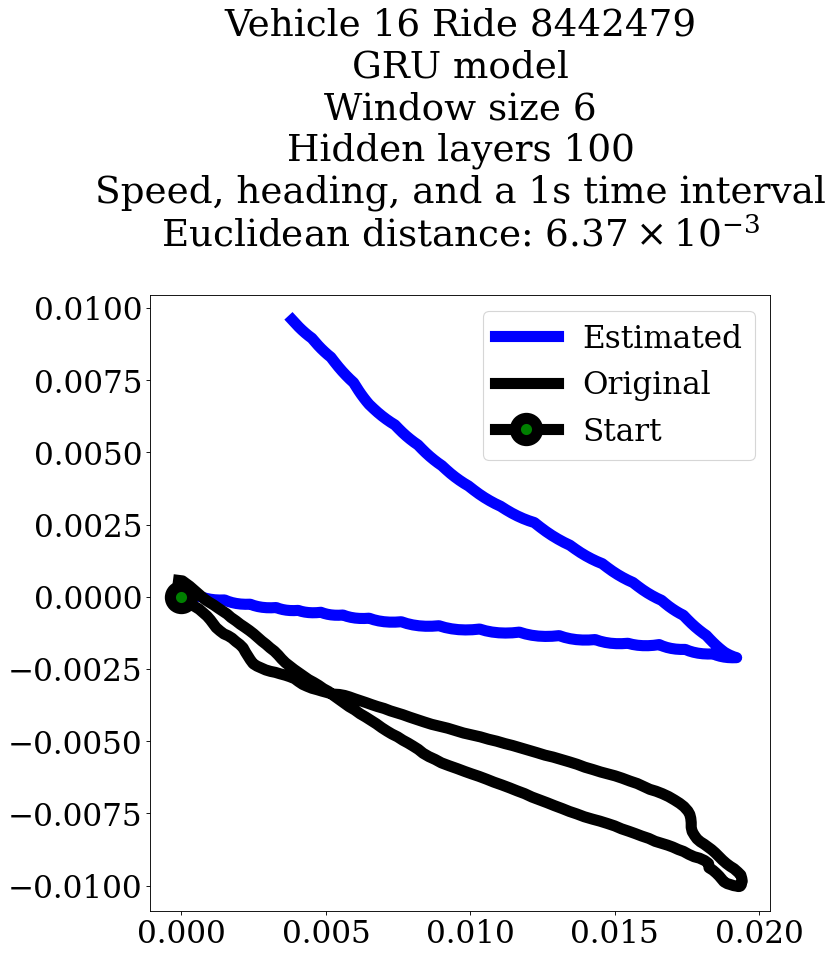 Vehicle 16 Ride 8442479
GRU model
Window size 6
Hidden layers 100
Speed, heading, and a 1s time interval
Euclidean distance: 6.37 × 10⁻³
0.0100
0.0075
0.0050
0.0025
0.0000
−0.0025
−0.0050
−0.0075
−0.0100
Estimated
Original
Start
0.000 0.005 0.010 0.015 0.020